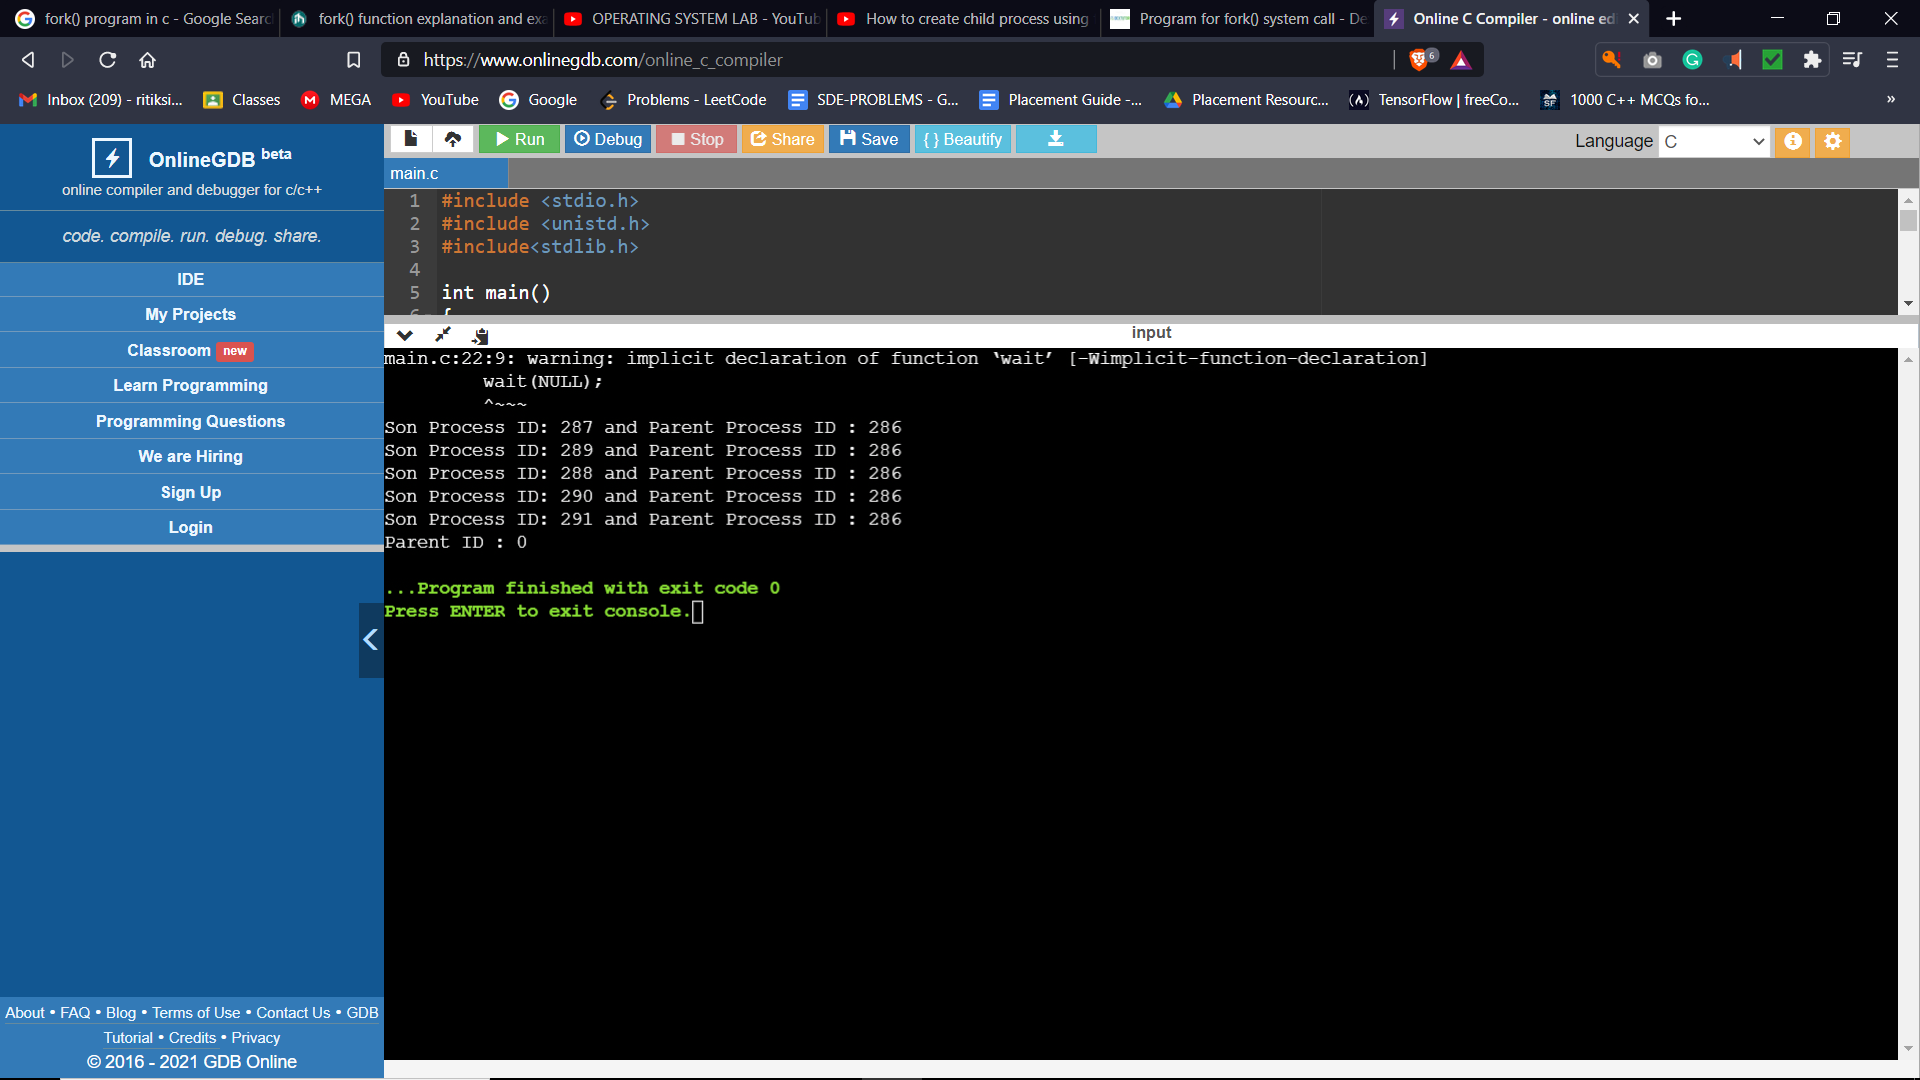 fork() program in c - Google Searc
fork() function explanation and exa
OPERATING SYSTEM LAB - YouTub
How to create child process using
Program for fork() system call - De
Online C Compiler - online edi
https://www.onlinegdb.com/online_c_compiler
6
Inbox (209) - ritiksi...
Classes
MEGA
YouTube
Google
Problems - LeetCode
SDE-PROBLEMS - G...
Placement Guide -...
Placement Resourc...
TensorFlow | freeCo...
1000 C++ MCQs fo...
»
OnlineGDB beta
online compiler and debugger for c/c++
code. compile. run. debug. share.
IDE
My Projects
Classroom new
Learn Programming
Programming Questions
We are Hiring
Sign Up
Login
About • FAQ • Blog • Terms of Use • Contact Us • GDB
Tutorial • Credits • Privacy
© 2016 - 2021 GDB Online
Run
Debug
Stop
Share
Save
{ } Beautify
Language C
main.c
1 #include <stdio.h>
2 #include <unistd.h>
3 #include<stdlib.h>
4
5 int main()
6 {
input
main.c:22:9: warning: implicit declaration of function ‘wait’ [-Wimplicit-function-declaration]
wait(NULL);
^~~~
Son Process ID: 287 and Parent Process ID : 286
Son Process ID: 289 and Parent Process ID : 286
Son Process ID: 288 and Parent Process ID : 286
Son Process ID: 290 and Parent Process ID : 286
Son Process ID: 291 and Parent Process ID : 286
Parent ID : 0
...Program finished with exit code 0
Press ENTER to exit console.